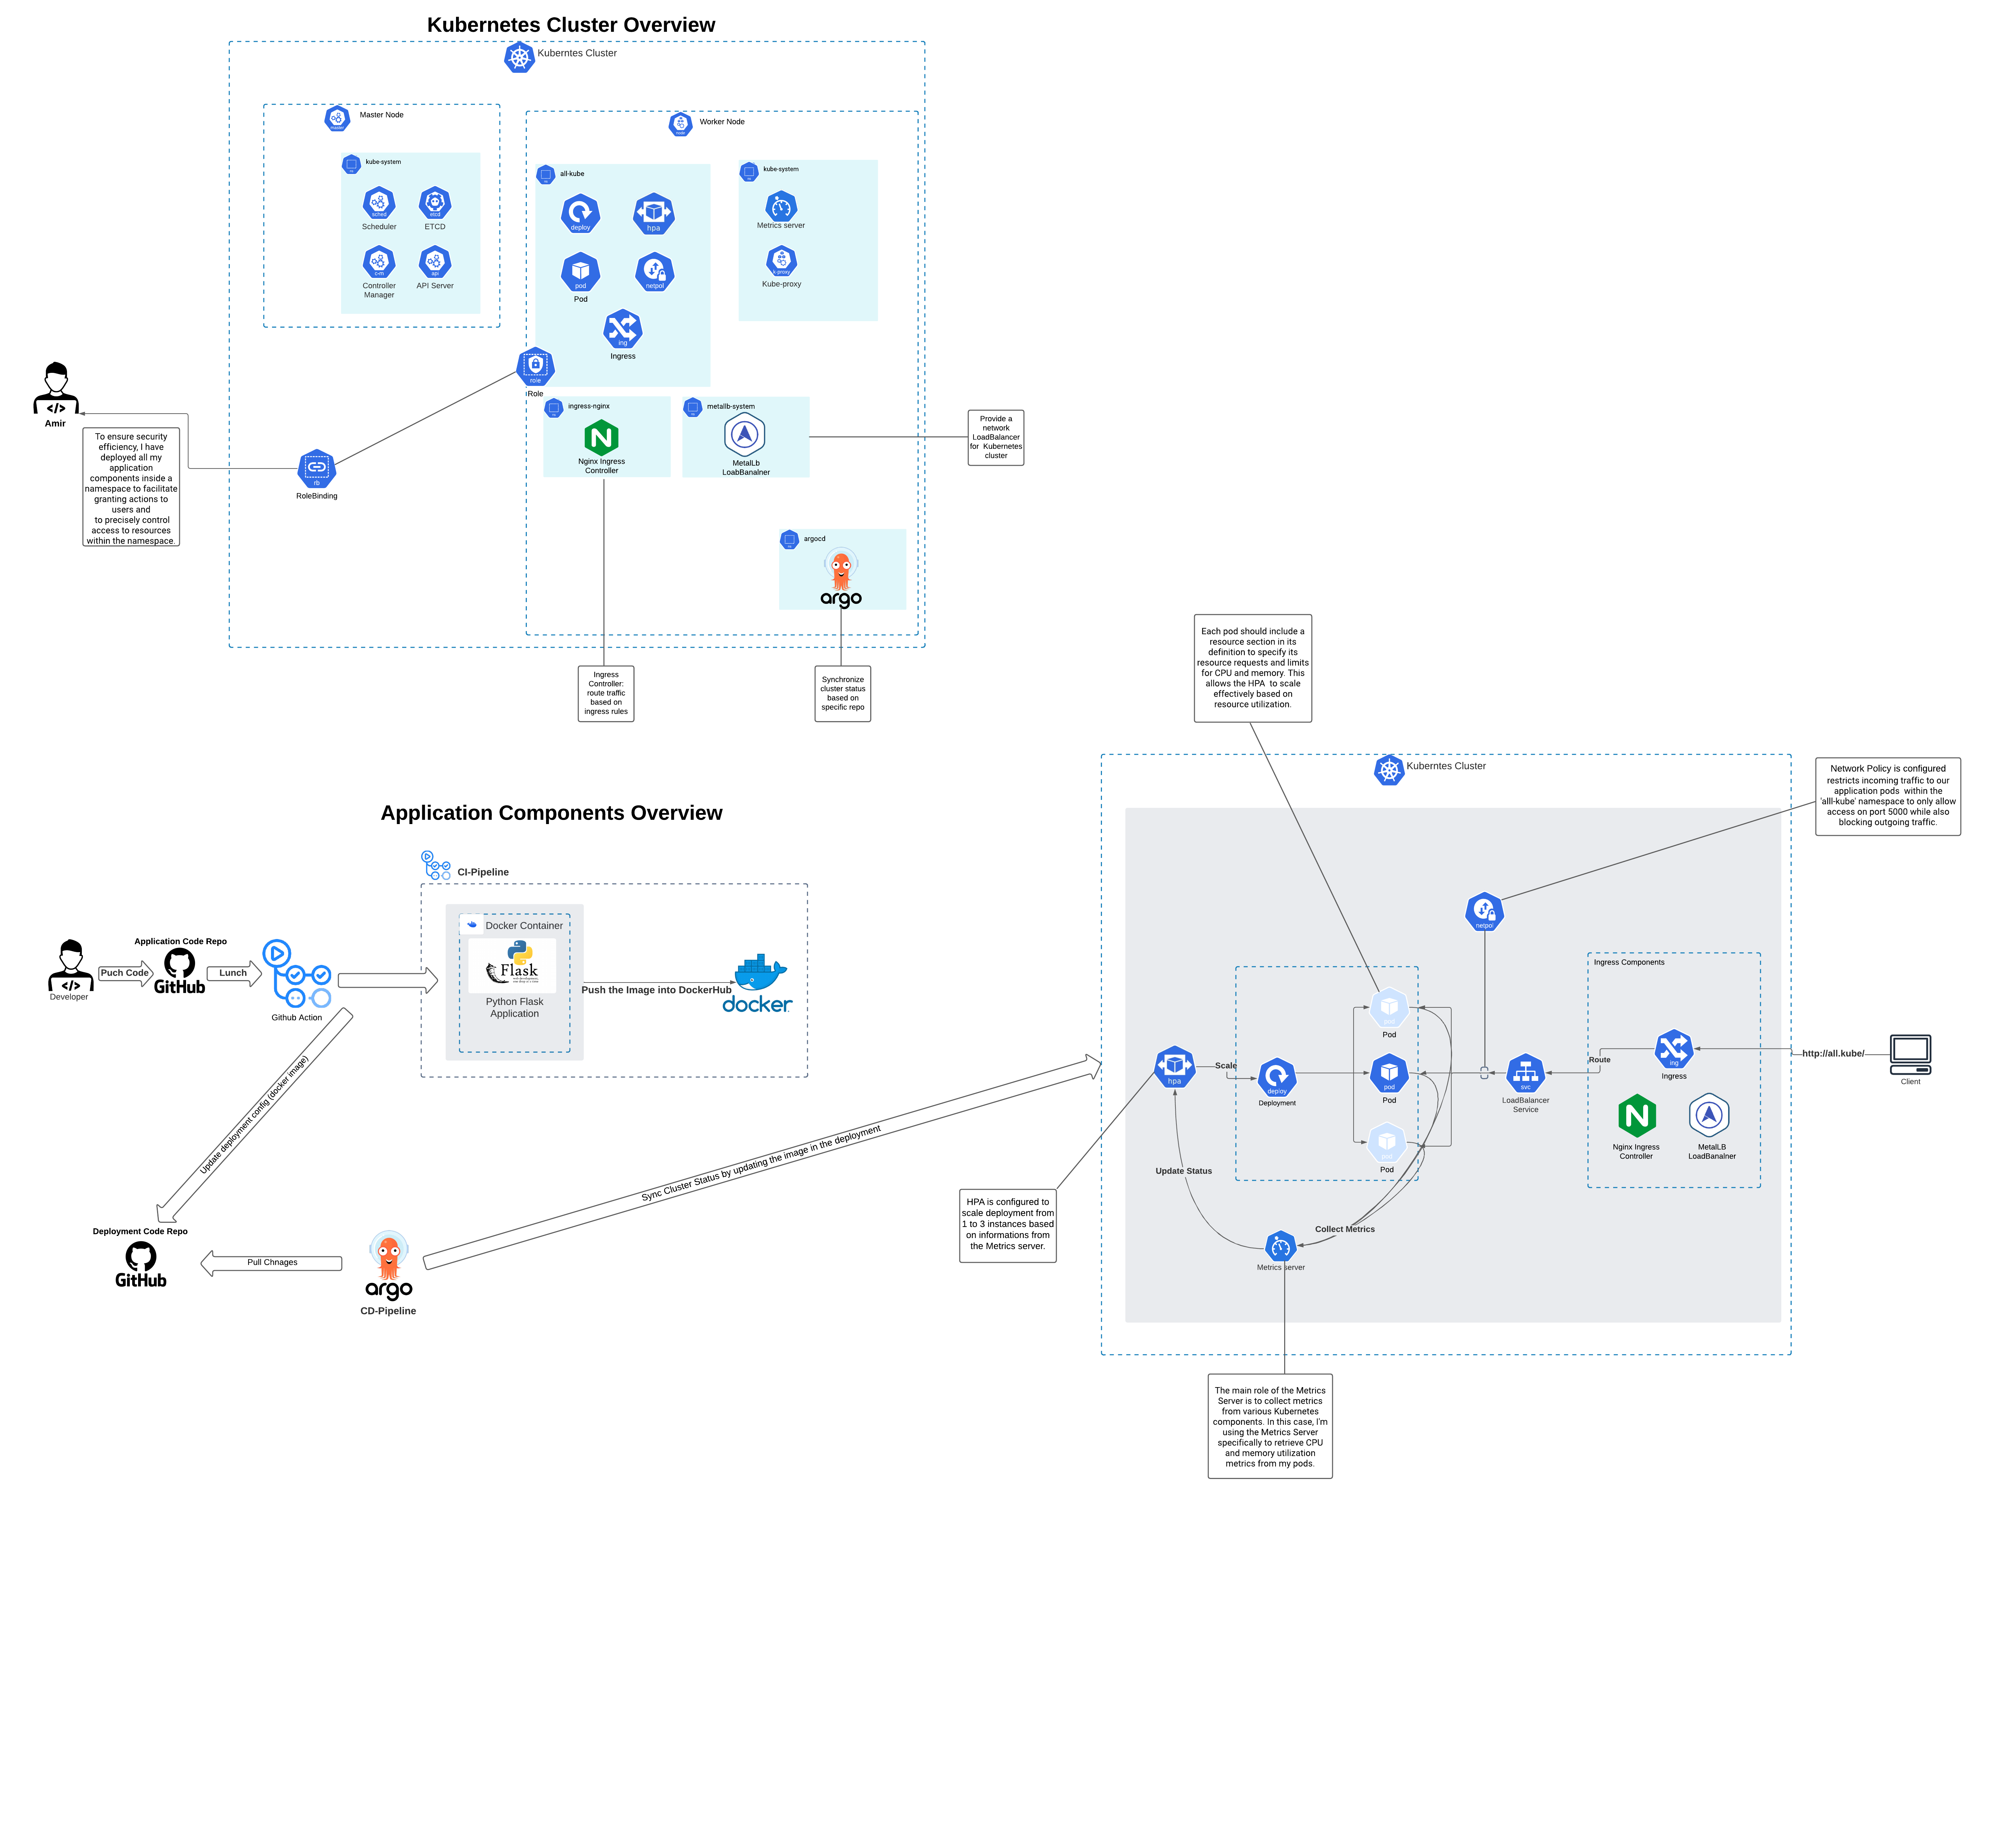 Kubernetes Cluster Overview
Kuberntes Cluster
Master Node
master
kube-system
ns
sched
Scheduler
etcd
ETCD
c-m
Controller
Manager
api
API Server
Worker Node
node
all-kube
ns
deploy
hpa
pod
Pod
netpol
ing
Ingress
role
Role
kube-system
ns
Metrics server
k-proxy
Kube-proxy
ingress-nginx
ns
Nginx Ingress
Controller
metallb-system
ns
MetalLb
LoabBanalner
Provide a
network
LoadBalancer
for Kubernetes
cluster
Amir
To ensure security
efficiency, I have
deployed all my
application
components inside a
namespace to facilitate
granting actions to
users and
to precisely control
access to resources
within the namespace.
rb
RoleBinding
argocd
ns
argo
Ingress
Controller:
route traffic
based on
ingress rules
Synchronize
cluster status
based on
specific repo
Application Components Overview
CI-Pipeline
Docker Container
Flask
Python Flask
Application
Push the Image into DockerHub
docker
Developer
Puch Code
Application Code Repo
GitHub
Lunch
Github Action
Update deployment config (docker image)
Deployment Code Repo
GitHub
Pull Chnages
argo
CD-Pipeline
Sync Cluster Status by updating the image in the deployment
Each pod should include a
resource section in its
definition to specify its
resource requests and limits
for CPU and memory. This
allows the HPA to scale
effectively based on
resource utilization.
Kuberntes Cluster
Network Policy is configured
restricts incoming traffic to our
application pods within the
'alll-kube' namespace to only allow
access on port 5000 while also
blocking outgoing traffic.
netpol
Ingress Components
ing
Ingress
Nginx Ingress
Controller
MetalLB
LoadBanalner
http://all.kube/
Client
Route
svc
LoadBalancer
Service
pod
Pod
pod
Pod
pod
Pod
hpa
Scale
deploy
Deployment
Update Status
Collect Metrics
Metrics server
HPA is configured to
scale deployment from
1 to 3 instances based
on informations from
the Metrics server.
The main role of the Metrics
Server is to collect metrics
from various Kubernetes
components. In this case, I'm
using the Metrics Server
specifically to retrieve CPU
and memory utilization
metrics from my pods.